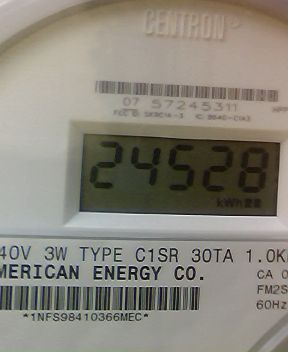 CENTRON
07 57245311
24528
kWh
40V 3W TYPE C1SR 30TA 1.0K
MERICAN ENERGY CO.
CA 0
FM2S
60Hz
*1NFS98410366MEC*